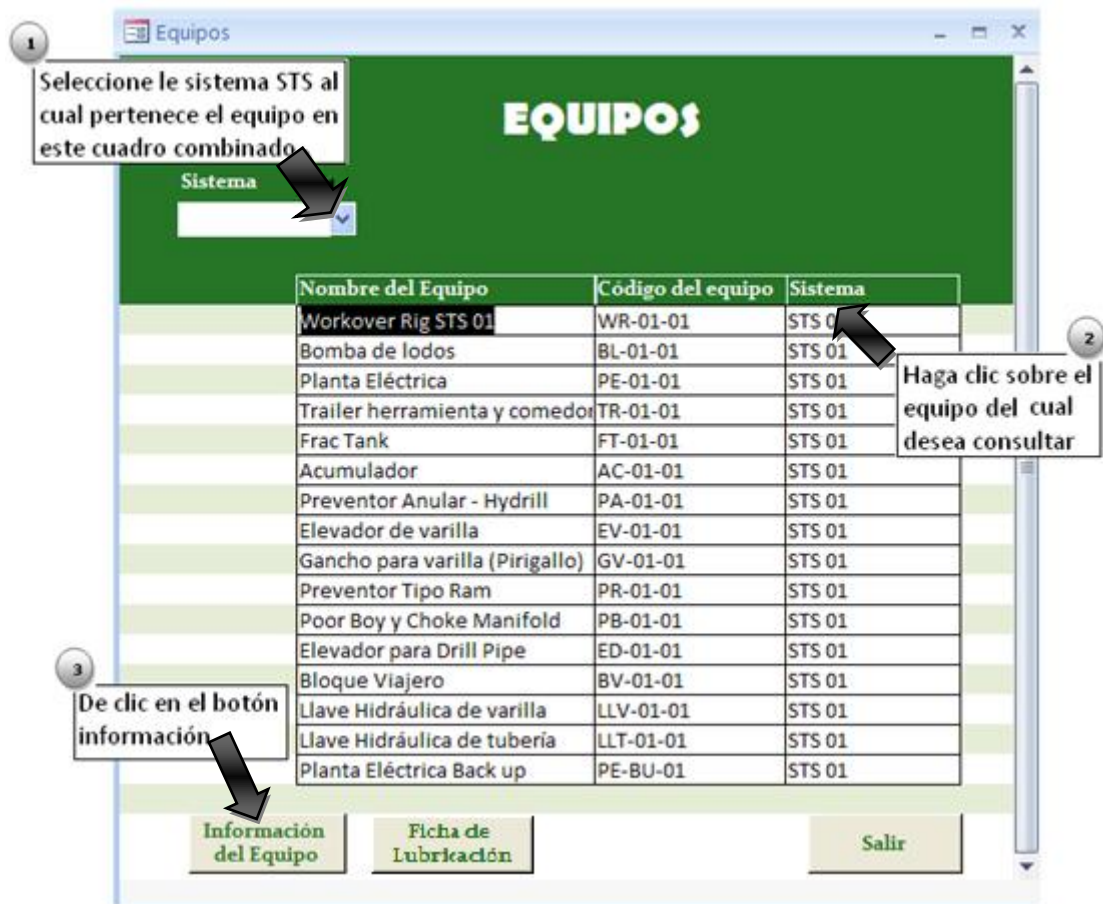 Equipos
1
Seleccione le sistema STS al
cual pertenece el equipo en
este cuadro combinado
EQUIPOS
Sistema
Nombre del Equipo Código del equipo Sistema
Workover Rig STS 01 WR-01-01 STS 0
Bomba de lodos BL-01-01 STS 01
Planta Eléctrica PE-01-01 STS 01
Trailer herramienta y comedor TR-01-01 STS 01
Frac Tank FT-01-01 STS 01
Acumulador AC-01-01 STS 01
Preventor Anular - Hydrill PA-01-01 STS 01
Elevador de varilla EV-01-01 STS 01
Gancho para varilla (Pirigallo) GV-01-01 STS 01
Preventor Tipo Ram PR-01-01 STS 01
Poor Boy y Choke Manifold PB-01-01 STS 01
Elevador para Drill Pipe ED-01-01 STS 01
Bloque Viajero BV-01-01 STS 01
Llave Hidráulica de varilla LLV-01-01 STS 01
Llave Hidráulica de tubería LLT-01-01 STS 01
Planta Eléctrica Back up PE-BU-01 STS 01
2
Haga clic sobre el
equipo del cual
desea consultar
3
De clic en el botón
información
Información
del Equipo
Ficha de
Lubricación
Salir